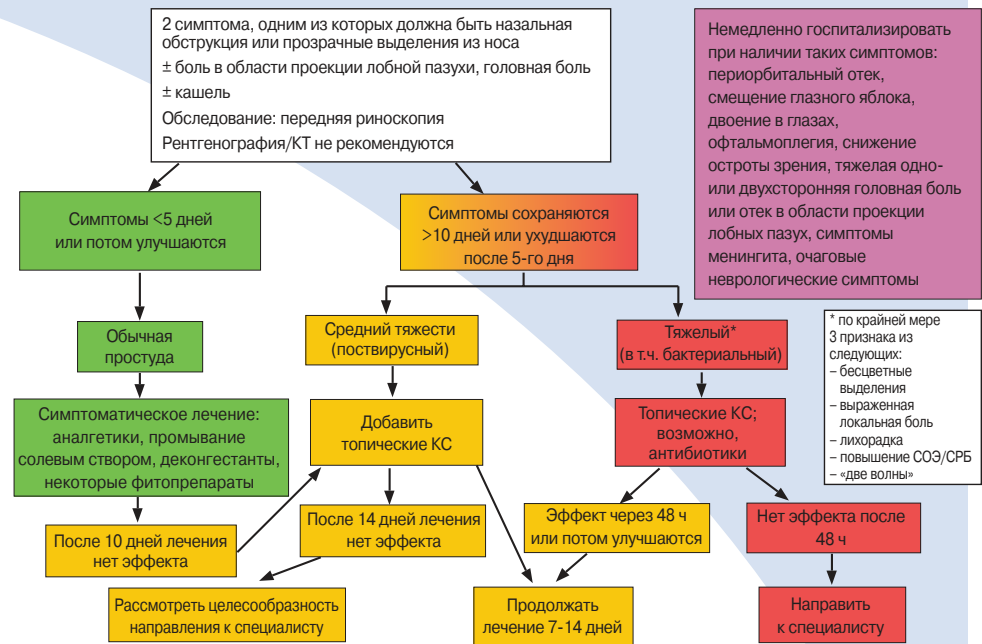 2 симптома, одним из которых должна быть назальная
обструкция или прозрачные выделения из носа
± боль в области проекции лобной пазухи, головная боль
± кашель
Обследование: передняя риноскопия
Рентгенография/КТ не рекомендуются
Немедленно госпитализировать
при наличии таких симптомов:
периорбитальный отек,
смещение глазного яблока,
двоение в глазах,
офтальмоплегия, снижение
остроты зрения, тяжелая одно-
или двухсторонняя головная боль
или отек в области проекции
лобных пазух, симптомы
менингита, очаговые
неврологические симптомы
Симптомы <5 дней
или потом улучшаются
Симптомы сохраняются
>10 дней или ухудшаются
после 5-го дня
Обычная
простуда
Средний тяжести
(поствирусный)
Тяжелый*
(в т.ч. бактериальный)
* по крайней мере
3 признака из
следующих:
– бесцветные
выделения
– выраженная
локальная боль
– лихорадка
– повышение СОЭ/СРБ
– «две волны»
Симптоматическое лечение:
аналгетики, промывание
солевым створом, деконгестанты,
некоторые фитопрепараты
Добавить
топические КС
Топические КС;
возможно,
антибиотики
После 10 дней лечения
нет эффекта
После 14 дней лечения
нет эффекта
Эффект через 48 ч
или потом улучшаются
Нет эффекта после
48 ч
Рассмотреть целесообразность
направления к специалисту
Продолжать
лечение 7-14 дней
Направить
к специалисту